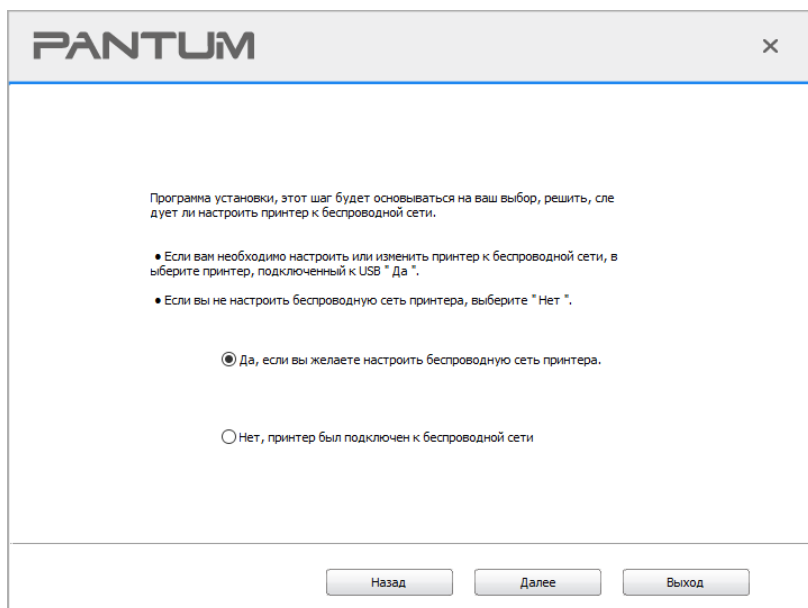 PANTUM
Программа установки, этот шаг будет основываться на ваш выбор, решить, сле
дует ли настроить принтер к беспроводной сети.
● Если вам необходимо настроить или изменить принтер к беспроводной сети, в
ыберите принтер, подключенный к USB " Да ".
● Если вы не настроить беспроводную сеть принтера, выберите " Нет ".
Да, если вы желаете настроить беспроводную сеть принтера.
Нет, принтер был подключен к беспроводной сети
Назад Далее Выход